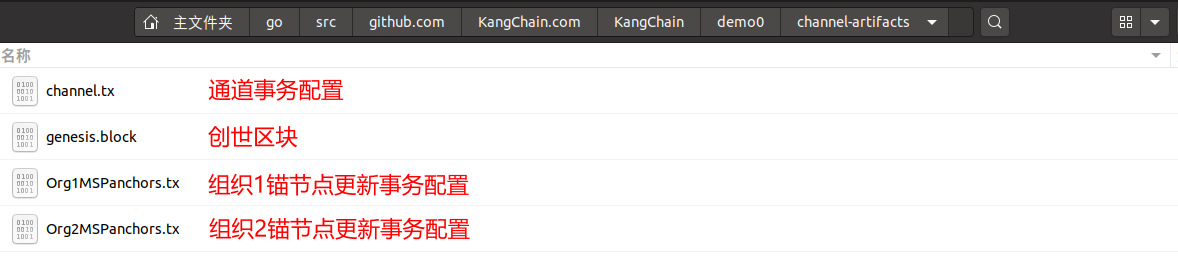 主文件夹 go src github.com KangChain.com KangChain demo0 channel-artifacts
名称
channel.tx 通道事务配置
genesis.block 创世区块
Org1MSPanchors.tx 组织1锚节点更新事务配置
Org2MSPanchors.tx 组织2锚节点更新事务配置